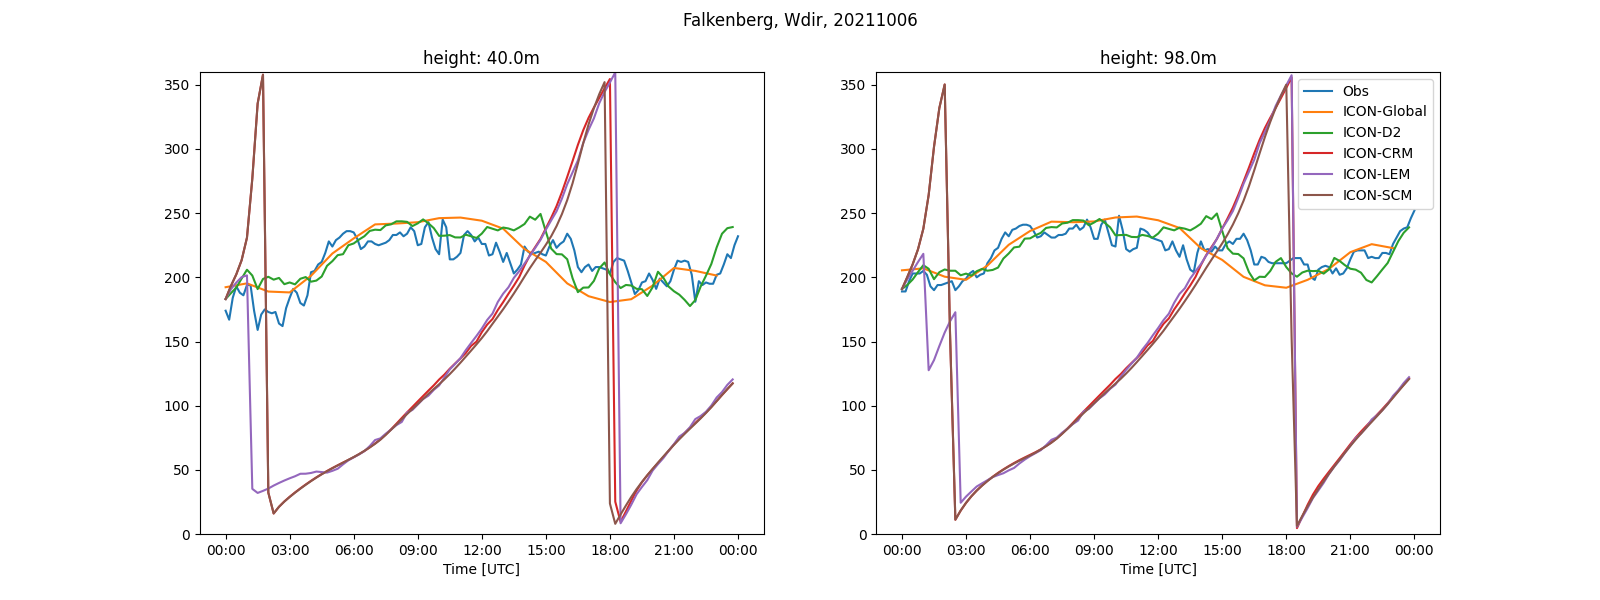 Falkenberg, Wdir, 20211006
height: 40.0m
350
300
250
200
150
100
50
0
00:00 03:00 06:00 09:00 12:00 15:00 18:00 21:00 00:00
Time [UTC]
height: 98.0m
350
300
250
200
150
100
50
0
00:00 03:00 06:00 09:00 12:00 15:00 18:00 21:00 00:00
Time [UTC]
Obs
ICON-Global
ICON-D2
ICON-CRM
ICON-LEM
ICON-SCM